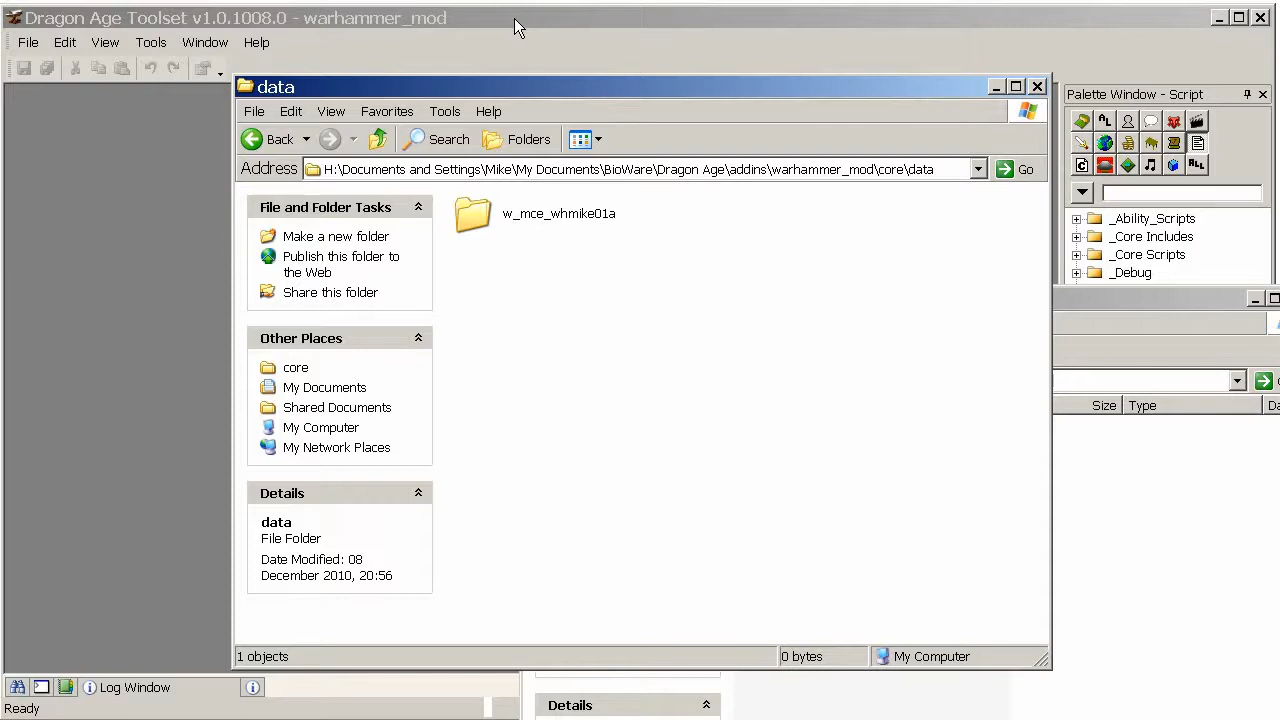 Dragon Age Toolset v1.0.1008.0 - warhammer_mod
File Edit View Tools Window Help
data
File Edit View Favorites Tools Help
Back Search Folders
Address H:\Documents and Settings\Mike\My Documents\BioWare\Dragon Age\addins\warhammer_mod\core\data Go
File and Folder Tasks
Make a new folder
Publish this folder to
the Web
Share this folder
Other Places
core
My Documents
Shared Documents
My Computer
My Network Places
Details
data
File Folder
Date Modified: 08
December 2010, 20:56
w_mce_whmike01a
1 objects
0 bytes
My Computer
Palette Window - Script
AL
ALL
_Ability_Scripts
_Core Includes
_Core Scripts
_Debug
Size Type
Log Window
Ready
Details